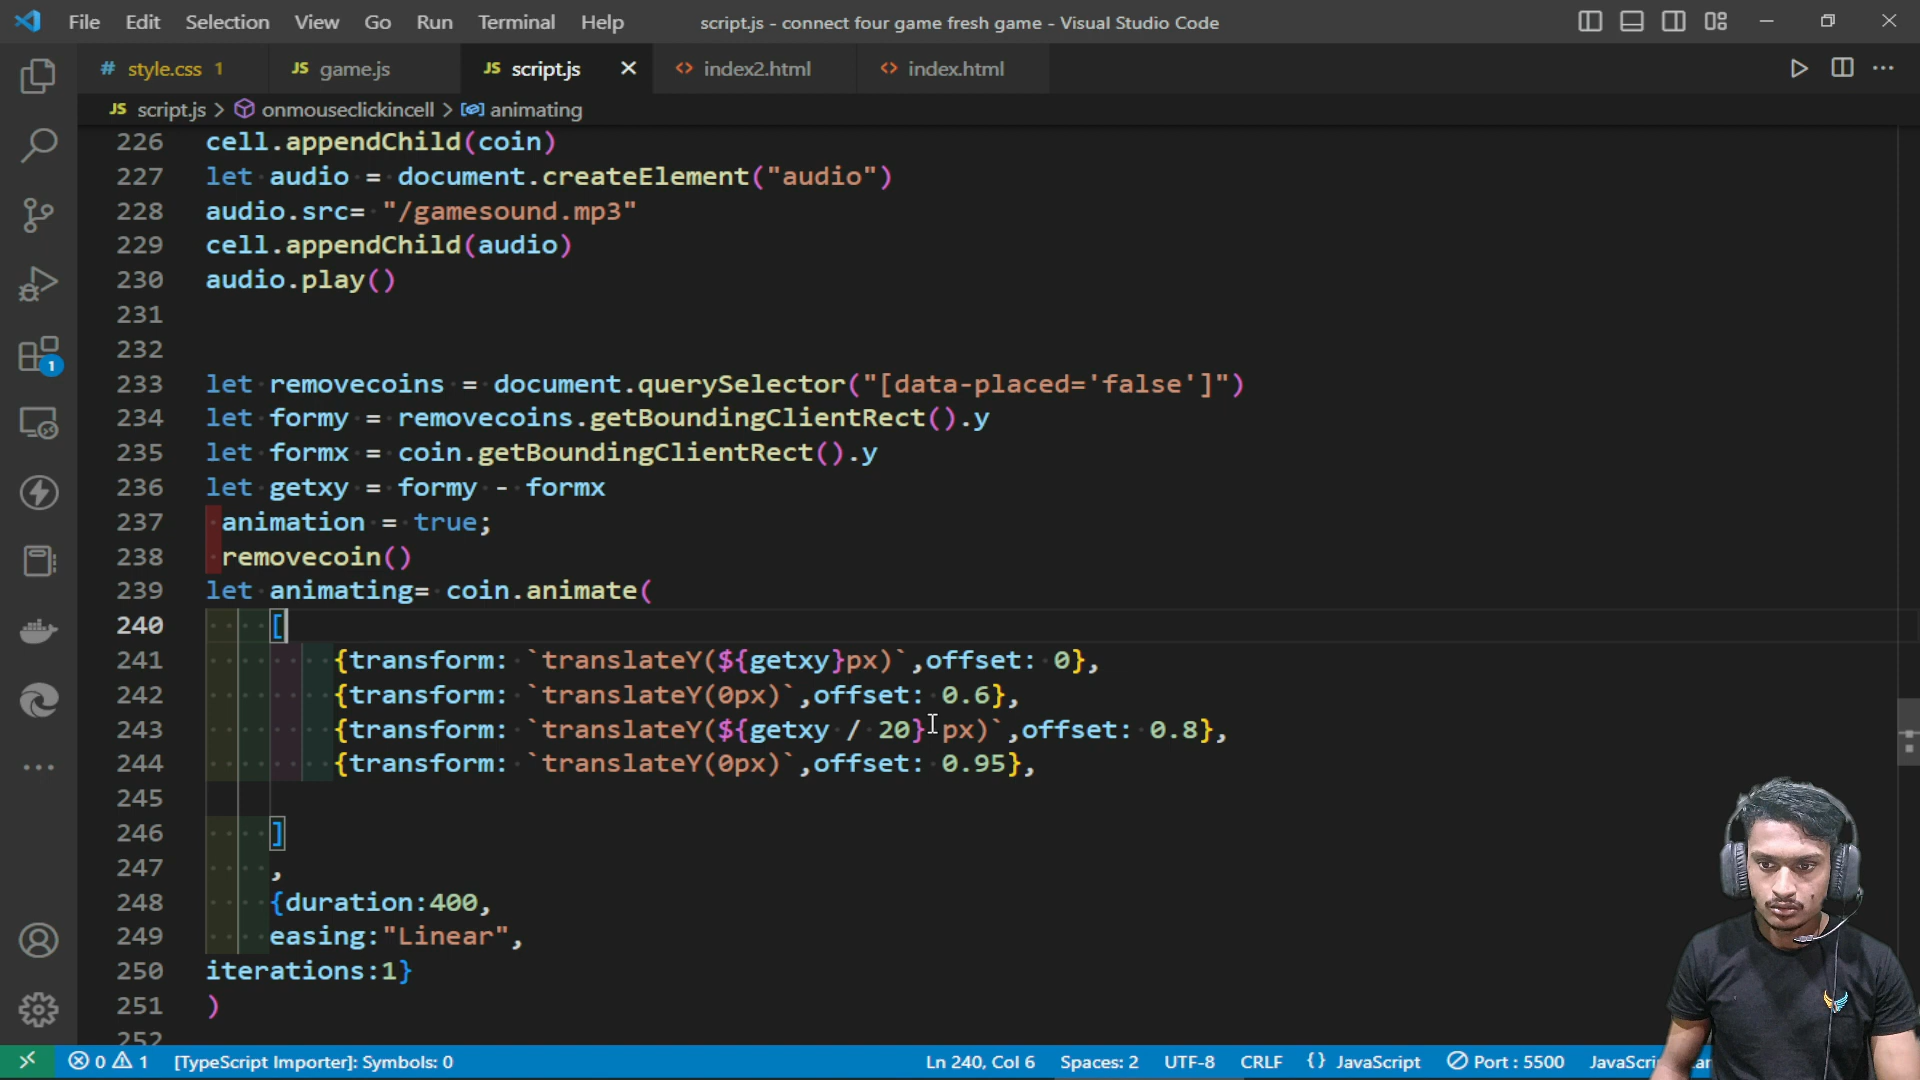 File Edit Selection View Go Run Terminal Help script.js - connect four game fresh game - Visual Studio Code
# style.css 1 JS game.js JS script.js <> index2.html <> index.html
JS script.js > onmouseclickincell > animating
226 cell.appendChild(coin)
227 let audio = document.createElement("audio")
228 audio.src= "/gamesound.mp3"
229 cell.appendChild(audio)
230 audio.play()
231
232
233 let removecoins = document.querySelector("[data-placed='false']")
234 let formy = removecoins.getBoundingClientRect().y
235 let formx = coin.getBoundingClientRect().y
236 let getxy = formy - formx
237 animation = true;
238 removecoin()
239 let animating= coin.animate(
240 [
241 {transform: `translateY(${getxy}px)`,offset: 0},
242 {transform: `translateY(0px)`,offset: 0.6},
243 {transform: `translateY(${getxy / 20} px)`,offset: 0.8},
244 {transform: `translateY(0px)`,offset: 0.95},
245
246 ]
247 ,
248 {duration:400,
249 easing:"Linear",
250 iterations:1}
251 )
252
1
0 1 [TypeScript Importer]: Symbols: 0 Ln 240, Col 6 Spaces: 2 UTF-8 CRLF {} JavaScript Port : 5500